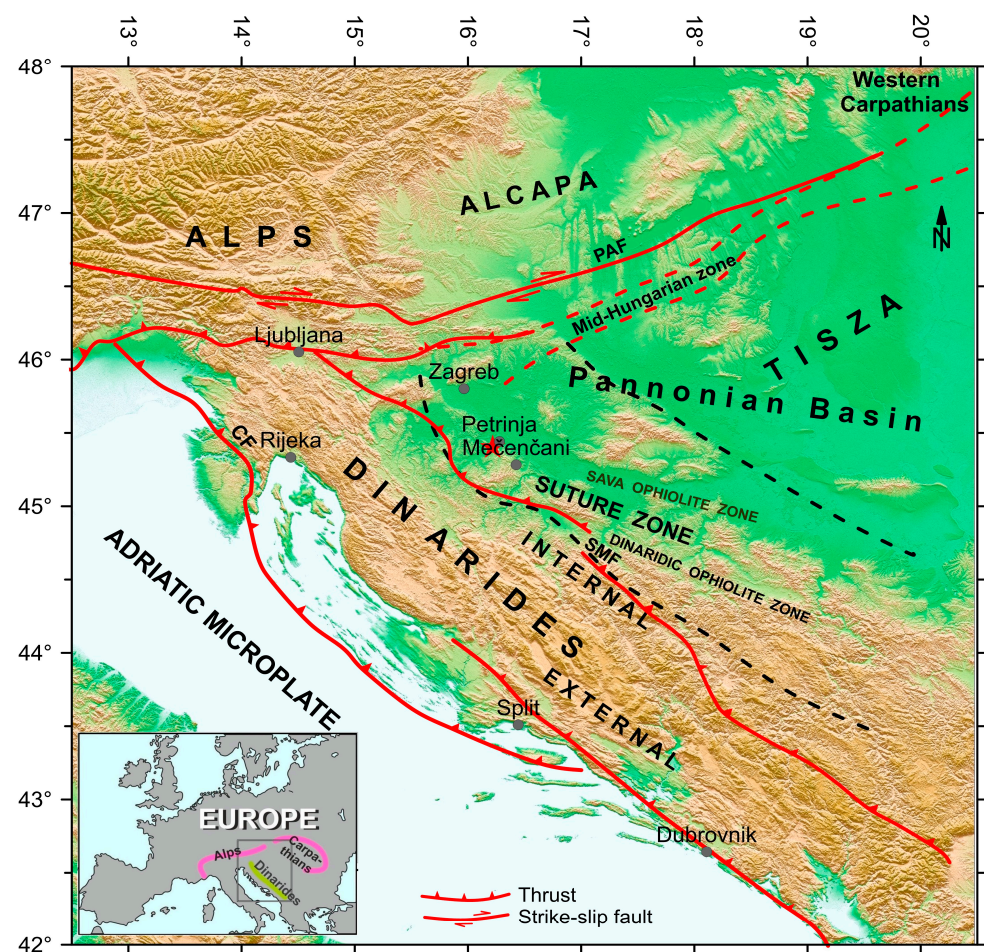 13°
14°
15°
16°
17°
18°
19°
20°
48°
Western
Carpathians
ALCAPA
47°
ALPS
PAF
N
Mid-Hungarian zone
Ljubljana
TISZA
46°
Zagreb
Pannonian Basin
Petrinja
Mečenčani
CF
Rijeka
SAVA OPHIOLITE ZONE
SUTURE ZONE
45°
DINARIDES
DINARIDIC OPHIOLITE ZONE
SMF
INTERNAL
ADRIATIC MICROPLATE
44°
EXTERNAL
Split
43°
EUROPE
Alps
Carpa-
thians
Dinarides
Dubrovnik
Thrust
Strike-slip fault
42°